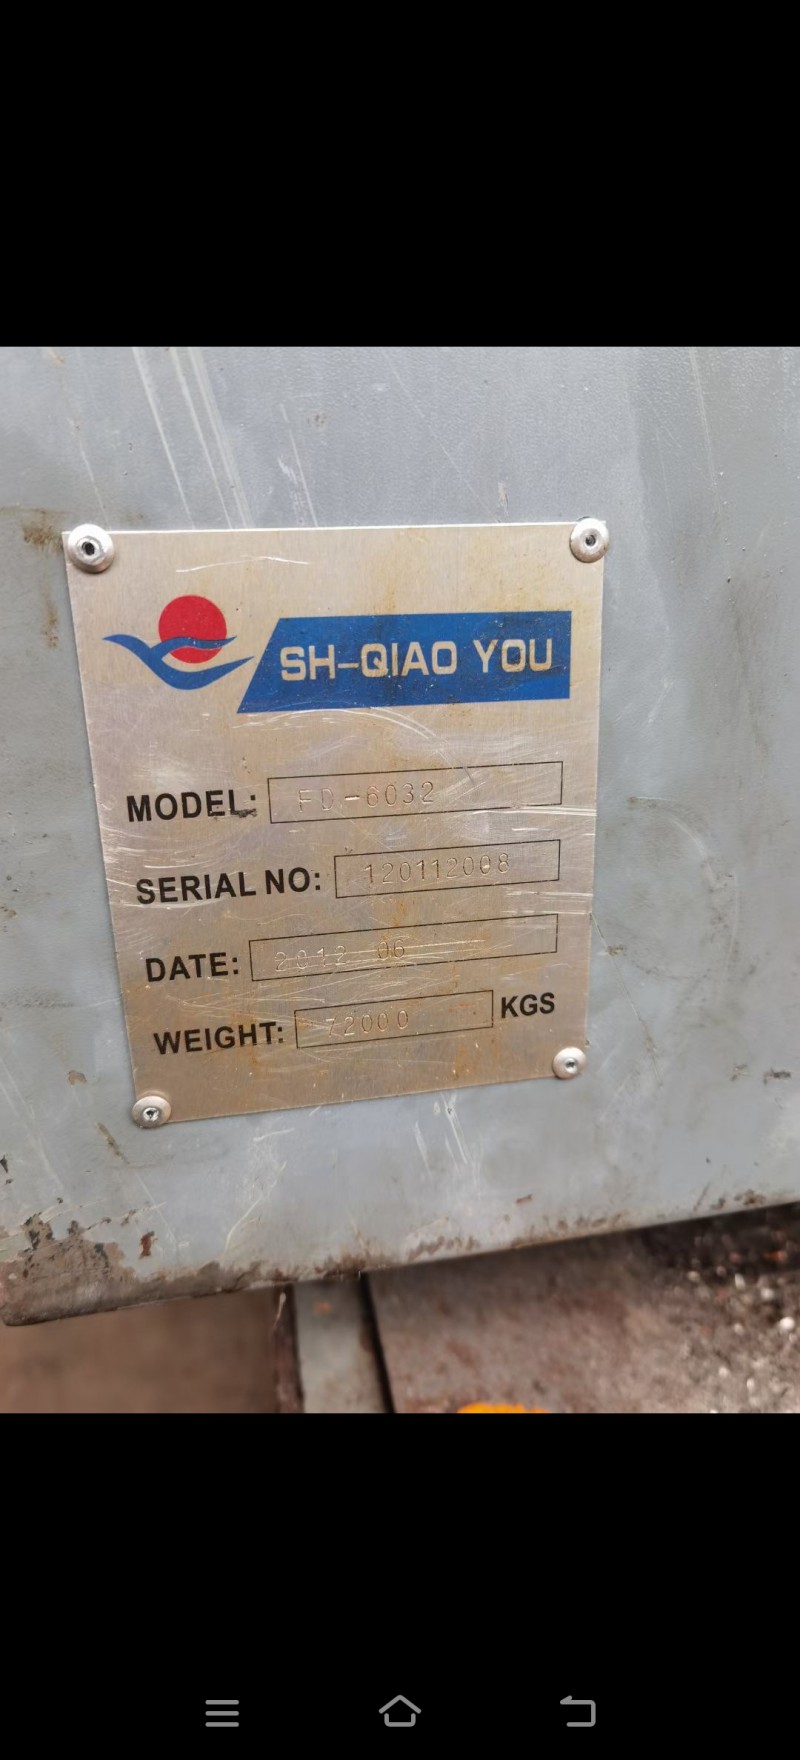 SH-QIAO YOU
MODEL: FD-6032
SERIAL NO: 120112008
DATE: 2012 06
WEIGHT: 72000 KGS